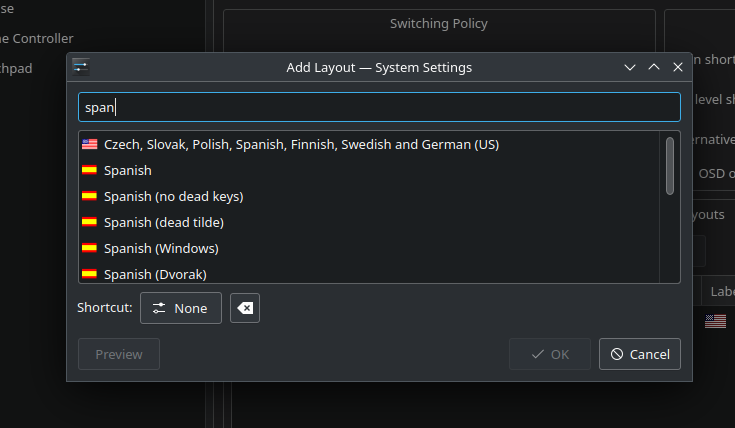 se
Switching Policy
e Controller
chpad
Add Layout — System Settings
n short
span
level sh
Czech, Slovak, Polish, Spanish, Finnish, Swedish and German (US)
ernative
Spanish
OSD o
Spanish (no dead keys)
youts
Spanish (dead tilde)
Spanish (Windows)
Spanish (Dvorak)
Labe
Shortcut: None
Preview OK Cancel